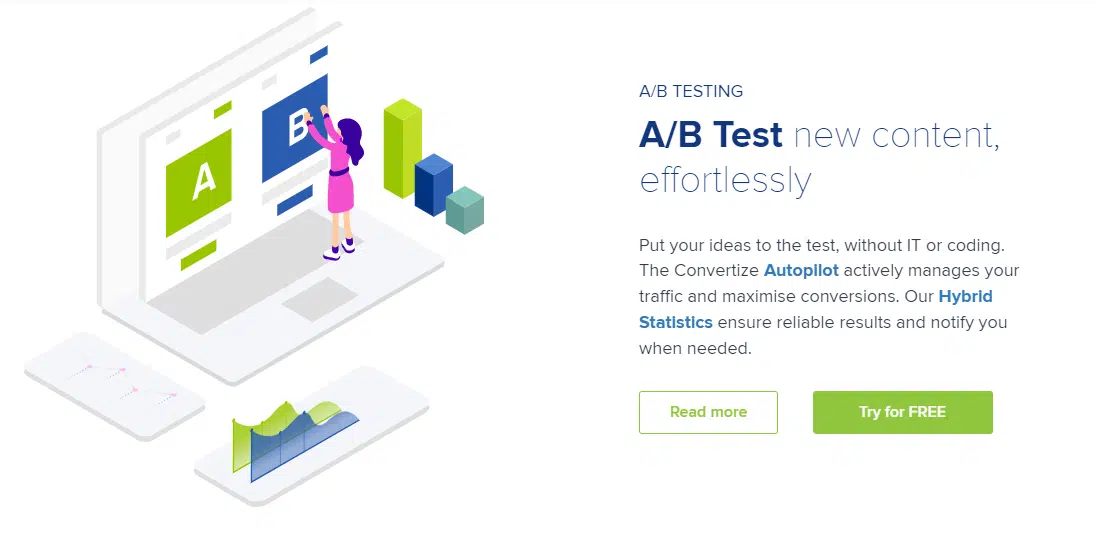 A
B
A/B TESTING
A/B Test new content,
effortlessly
Put your ideas to the test, without IT or coding.
The Convertize Autopilot actively manages your
traffic and maximise conversions. Our Hybrid
Statistics ensure reliable results and notify you
when needed.
Read more
Try for FREE